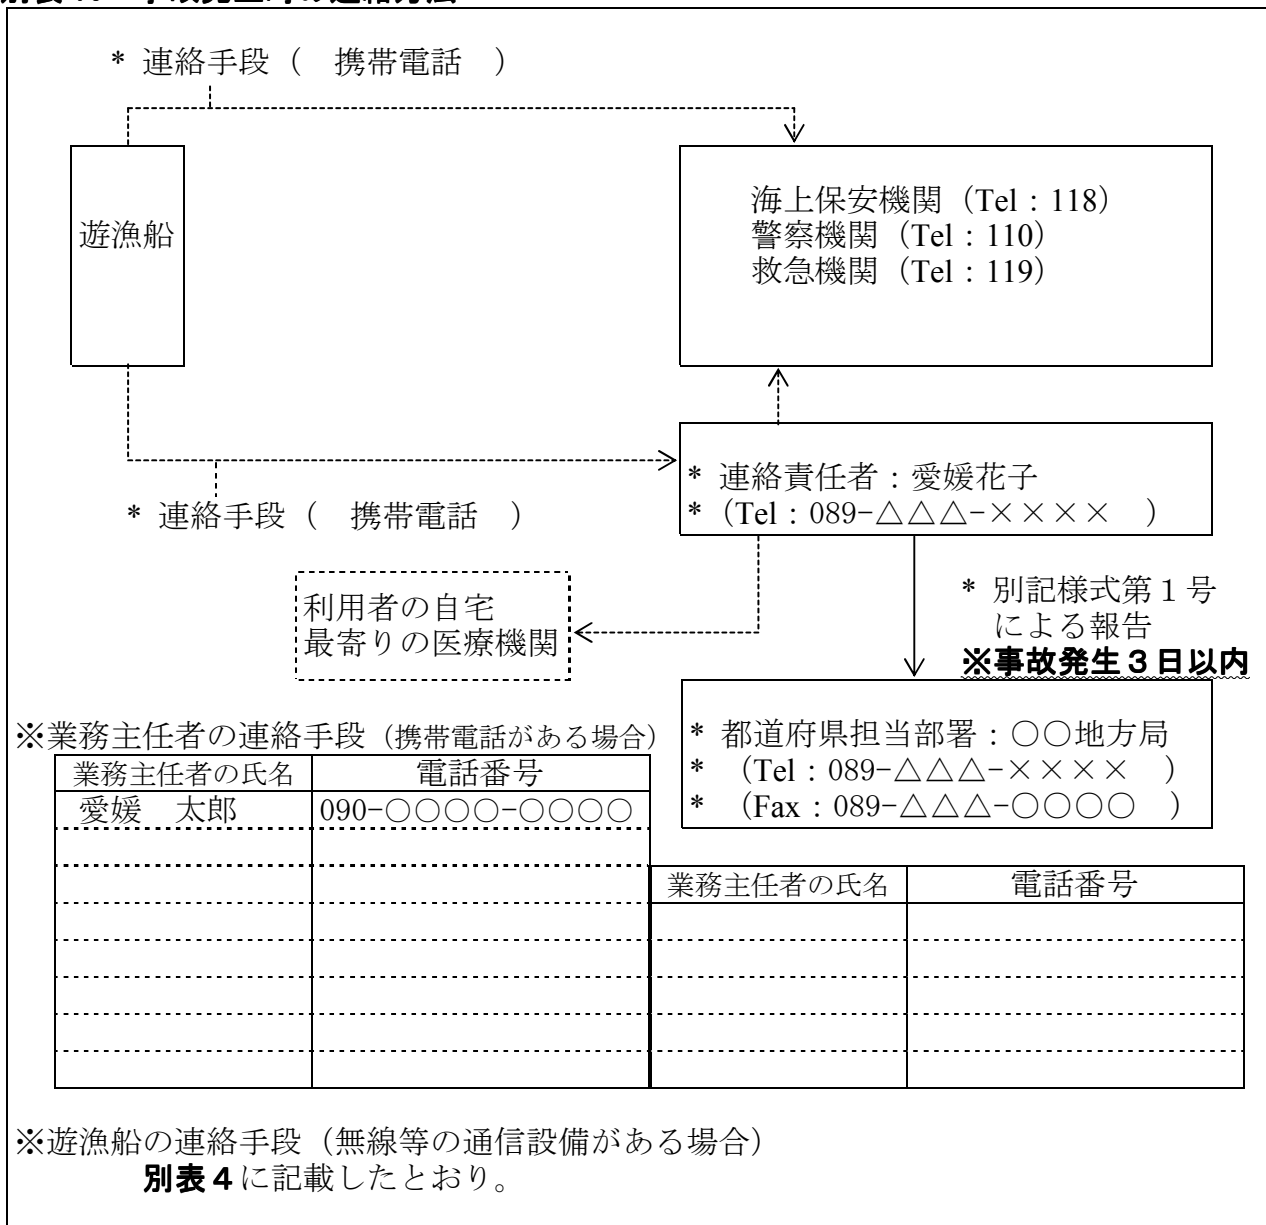 * 連絡手段（　携帯電話　）
遊漁船
海上保安機関（Tel：118）
警察機関（Tel：110）
救急機関（Tel：119）
* 連絡責任者：愛媛花子
*（Tel：089-△△△-××××　）
* 連絡手段（　携帯電話　）
利用者の自宅
最寄りの医療機関
* 別記様式第１号
による報告
※事故発生３日以内
* 都道府県担当部署：○○地方局
*　（Tel：089-△△△-××××　）
*　（Fax：089-△△△-○○○○　）
※業務主任者の連絡手段（携帯電話がある場合）
業務主任者の氏名　電話番号
愛媛　太郎　090-○○○○-○○○○
業務主任者の氏名　電話番号
※遊漁船の連絡手段（無線等の通信設備がある場合）
別表４に記載したとおり。